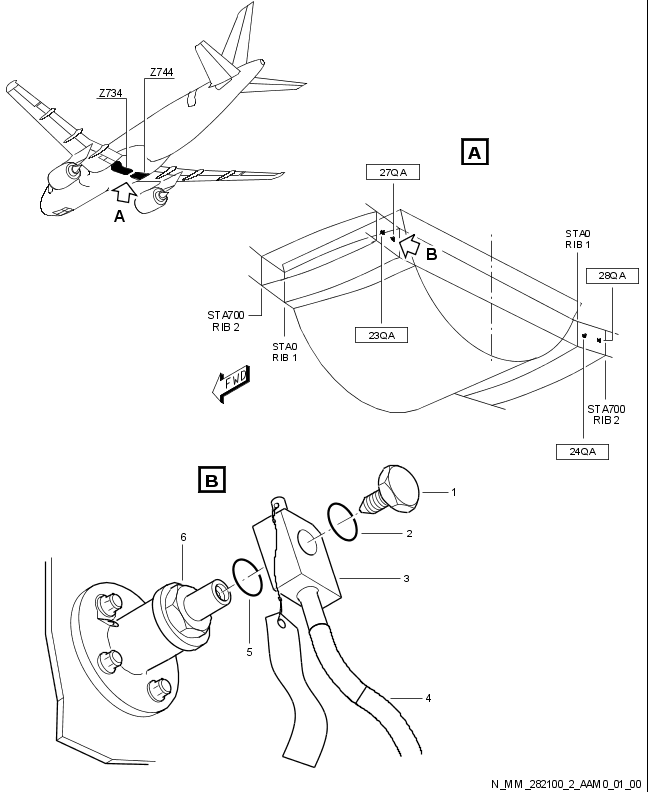 Z744
Z734
A
A
27QA
STA0
RIB 1
B
28QA
STA700
RIB 2
23QA
STA0
RIB 1
FWD
STA700
RIB 2
24QA
B
1
2
6
3
5
4
N_MM_282100_2_AAM0_01_00